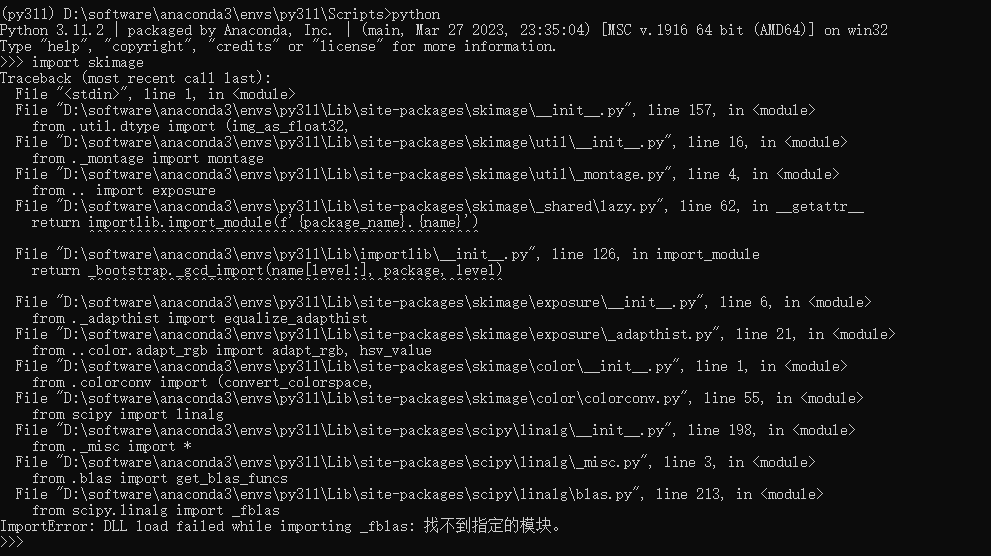 (py311) D:\software\anaconda3\envs\py311\Scripts>python
Python 3.11.2 | packaged by Anaconda, Inc. | (main, Mar 27 2023, 23:35:04) [MSC v.1916 64 bit (AMD64)] on win32
Type "help", "copyright", "credits" or "license" for more information.
>>> import skimage
Traceback (most recent call last):
  File "<stdin>", line 1, in <module>
  File "D:\software\anaconda3\envs\py311\Lib\site-packages\skimage\__init__.py", line 157, in <module>
    from .util.dtype import (img_as_float32,
  File "D:\software\anaconda3\envs\py311\Lib\site-packages\skimage\util\__init__.py", line 16, in <module>
    from ._montage import montage
  File "D:\software\anaconda3\envs\py311\Lib\site-packages\skimage\util\_montage.py", line 4, in <module>
    from .. import exposure
  File "D:\software\anaconda3\envs\py311\Lib\site-packages\skimage\_shared\lazy.py", line 62, in __getattr__
    return importlib.import_module(f'{package_name}.{name}')
           ^^^^^^^^^^^^^^^^^^^^^^^^^^^^^^^^^^^^^^^^^^^^^^^^^
  File "D:\software\anaconda3\envs\py311\Lib\importlib\__init__.py", line 126, in import_module
    return _bootstrap._gcd_import(name[level:], package, level)
           ^^^^^^^^^^^^^^^^^^^^^^^^^^^^^^^^^^^^^^^^^^^^^^^^^^^^
  File "D:\software\anaconda3\envs\py311\Lib\site-packages\skimage\exposure\__init__.py", line 6, in <module>
    from ._adapthist import equalize_adapthist
  File "D:\software\anaconda3\envs\py311\Lib\site-packages\skimage\exposure\_adapthist.py", line 21, in <module>
    from ..color.adapt_rgb import adapt_rgb, hsv_value
  File "D:\software\anaconda3\envs\py311\Lib\site-packages\skimage\color\__init__.py", line 1, in <module>
    from .colorconv import (convert_colorspace,
  File "D:\software\anaconda3\envs\py311\Lib\site-packages\skimage\color\colorconv.py", line 55, in <module>
    from scipy import linalg
  File "D:\software\anaconda3\envs\py311\Lib\site-packages\scipy\linalg\__init__.py", line 198, in <module>
    from ._misc import *
  File "D:\software\anaconda3\envs\py311\Lib\site-packages\scipy\linalg\_misc.py", line 3, in <module>
    from .blas import get_blas_funcs
  File "D:\software\anaconda3\envs\py311\Lib\site-packages\scipy\linalg\blas.py", line 213, in <module>
    from scipy.linalg import _fblas
ImportError: DLL load failed while importing _fblas: 找不到指定的模块。
>>>